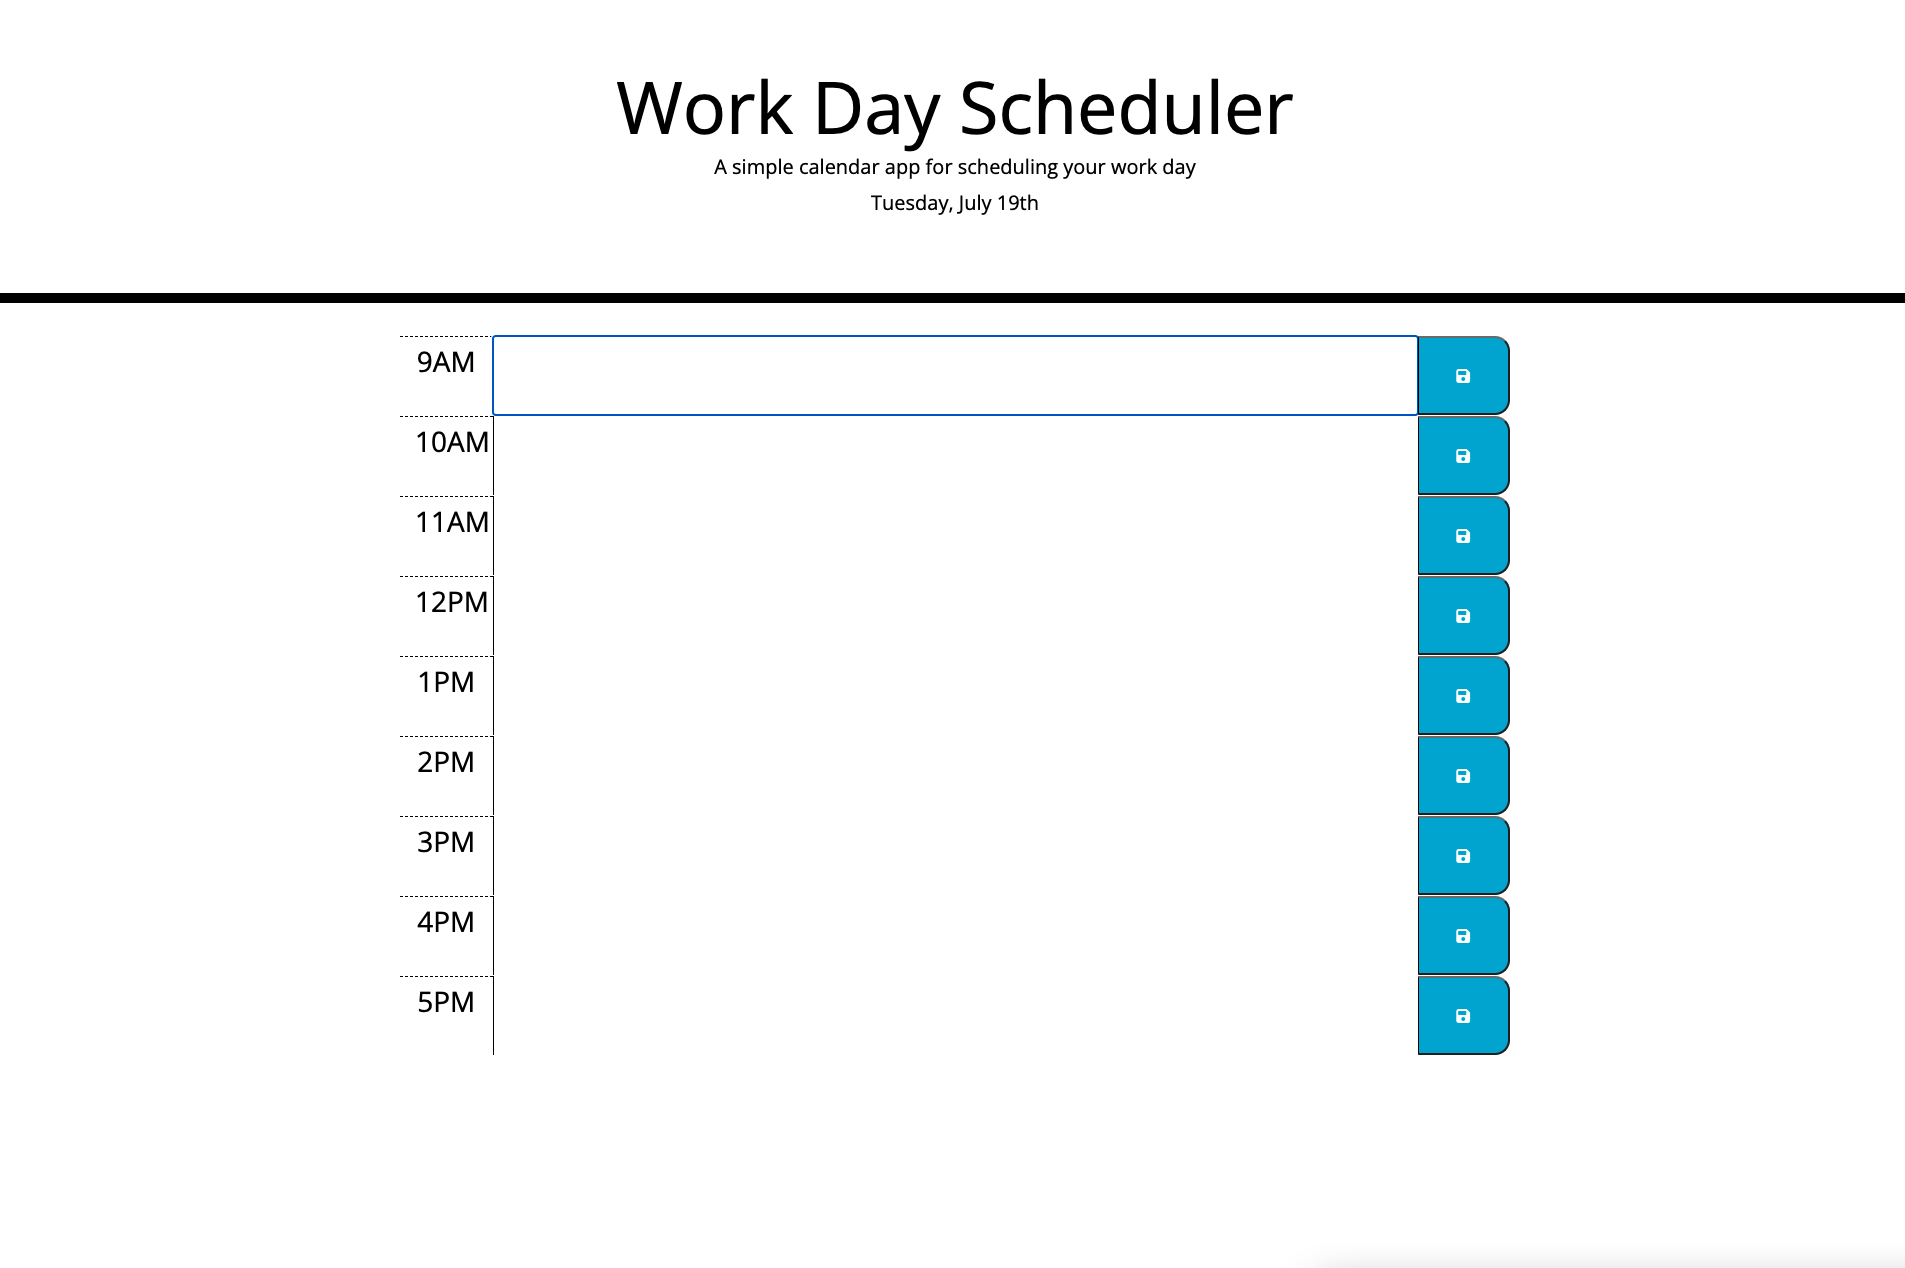 Work Day Scheduler
A simple calendar app for scheduling your work day
Tuesday, July 19th
9AM
10AM
11AM
12PM
1PM
2PM
3PM
4PM
5PM